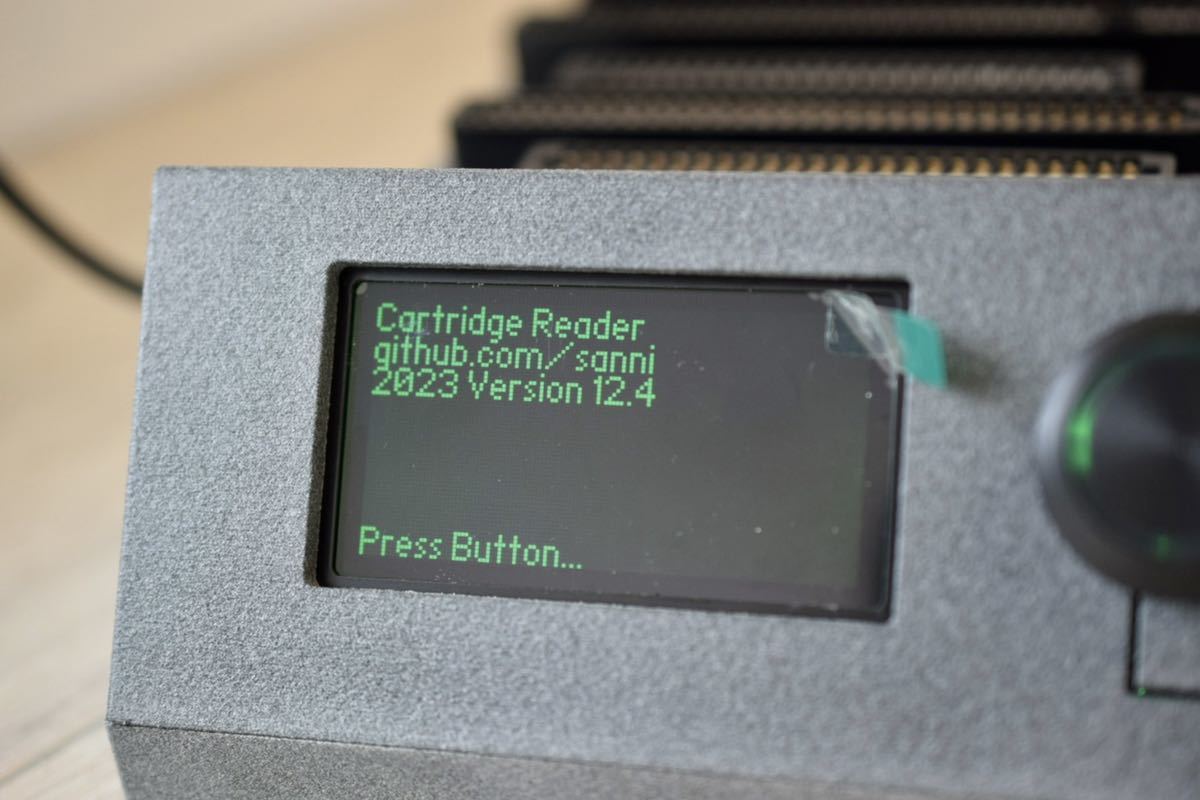 Cartridge Reader
github.com/sanni
2023 Version 12.4
Press Button...